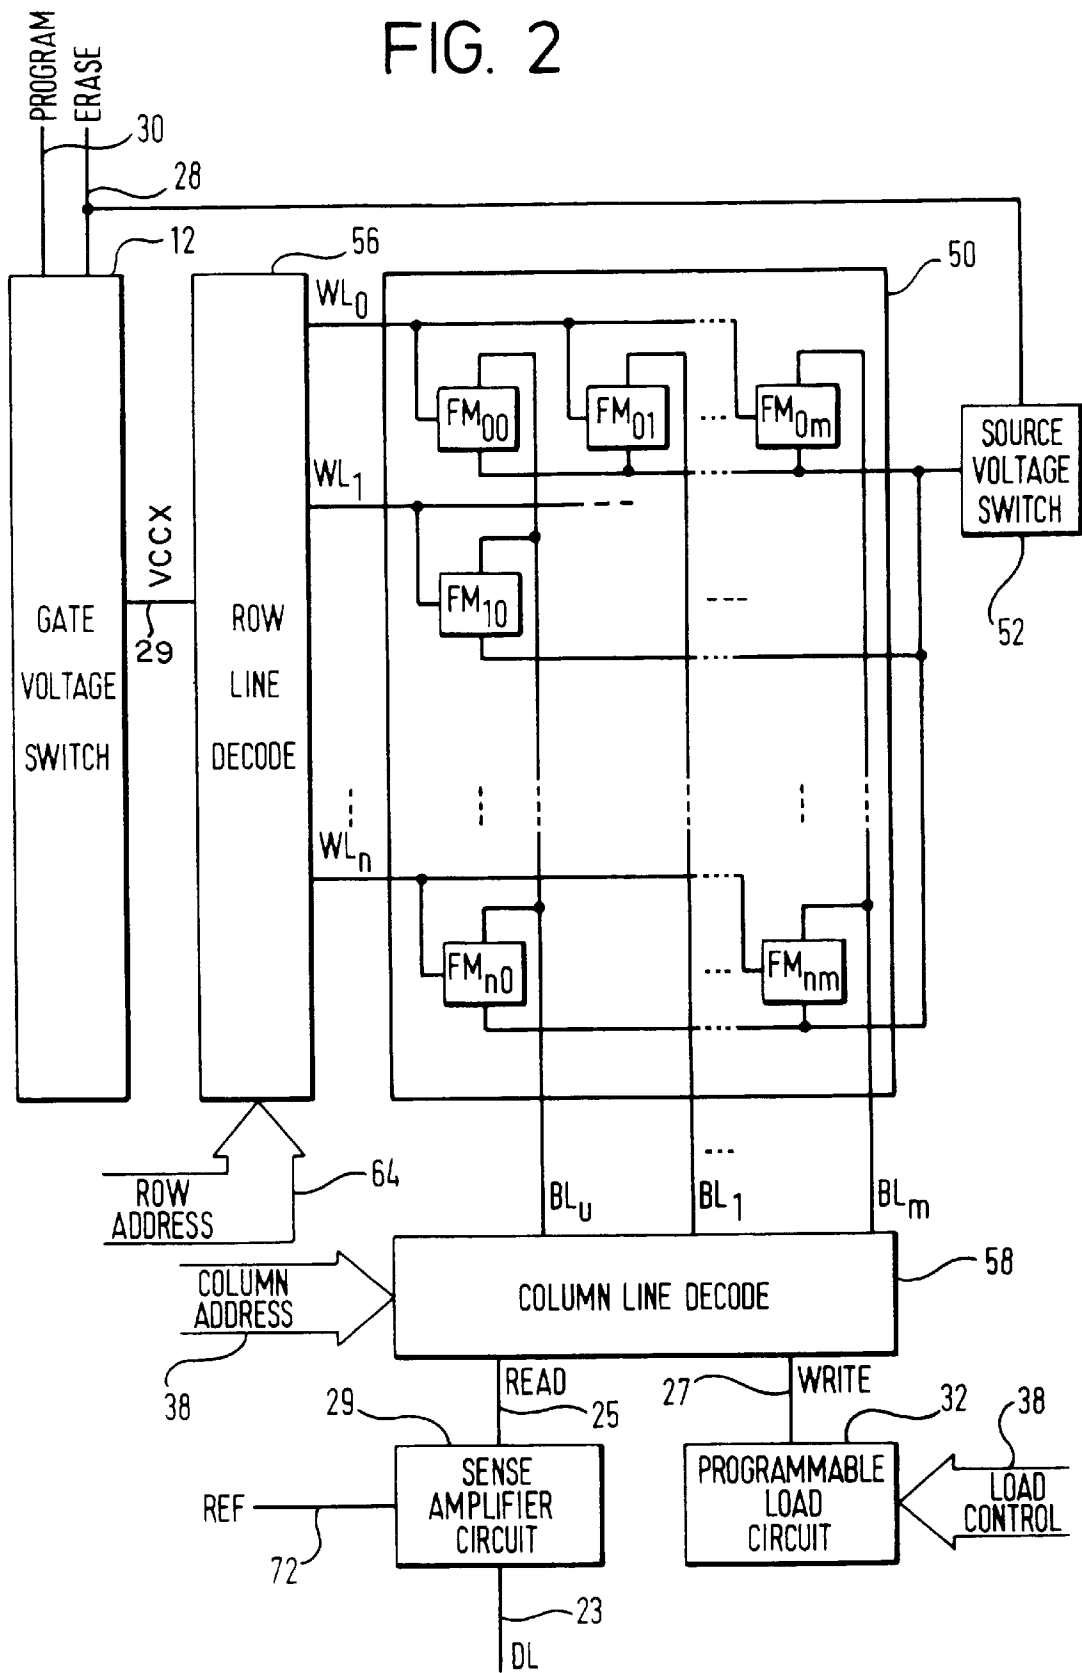 FIG. 2
PROGRAM
ERASE
30
28
12
56
50
WL0
FM00
FM01
FM0m
SOURCE
VOLTAGE
SWITCH
52
WL1
VCCX
29
FM10
GATE
VOLTAGE
SWITCH
ROW
LINE
DECODE
WLn
FMn0
FMnm
ROW
ADDRESS
64
BLu
BL1
BLm
COLUMN
ADDRESS
38
COLUMN LINE DECODE
58
READ
25
27
WRITE
29
SENSE
AMPLIFIER
CIRCUIT
REF
72
32
PROGRAMMABLE
LOAD
CIRCUIT
38
LOAD
CONTROL
23
DL